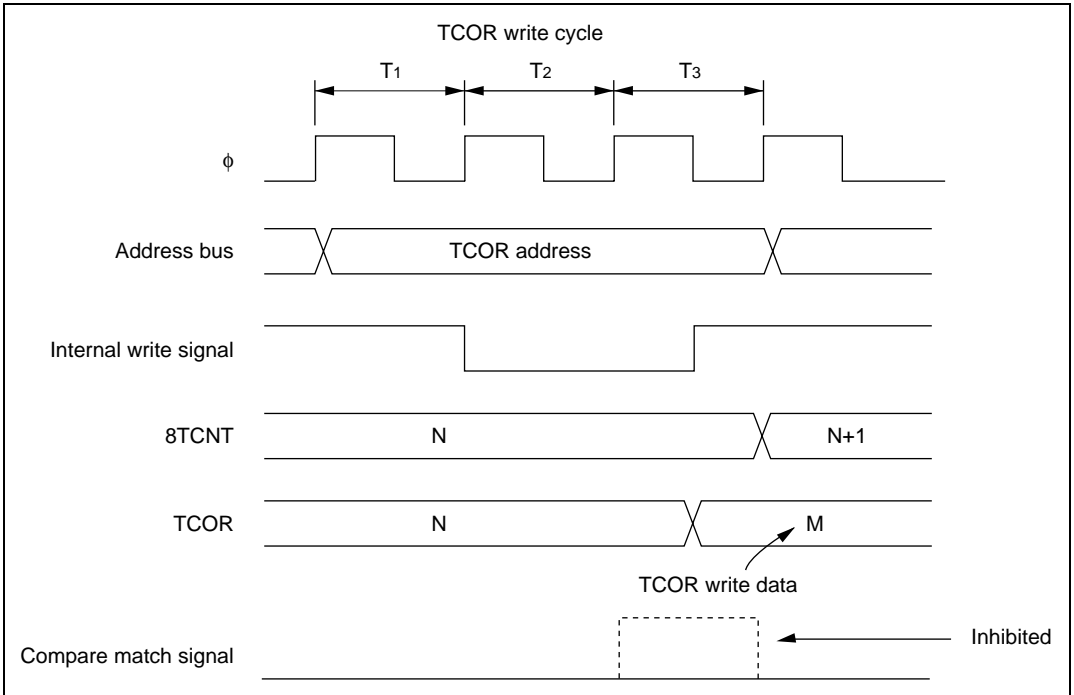 TCOR write cycle
T1 T2 T3
φ
Address bus TCOR address
Internal write signal
8TCNT N N+1
TCOR N M
TCOR write data
Inhibited
Compare match signal